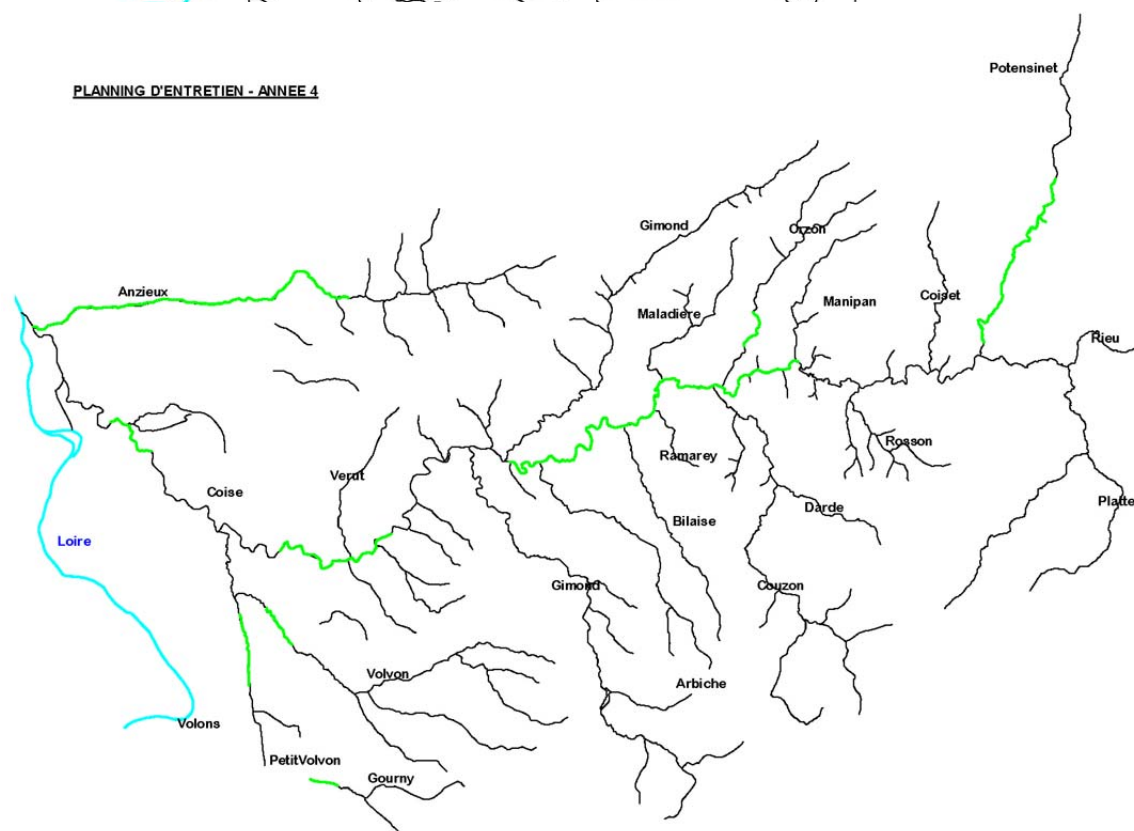 Potensinet
PLANNING D'ENTRETIEN - ANNEE 4
Gimond
Orzon
Anzieux
Manipan
Coiset
Maladière
Rieu
Rosson
Ramarey
Verut
Coise
Platte
Darde
Bilaise
Loire
Gimond
Couzon
Volvon
Arbiche
Volons
PetitVolvon
Gourny